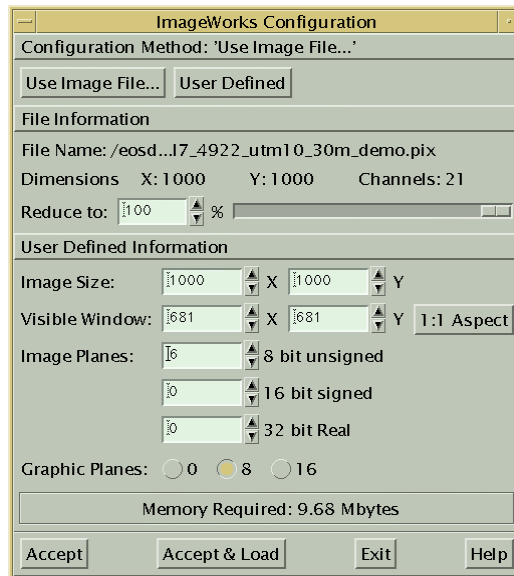 ImageWorks Configuration
Configuration Method: 'Use Image File...'
Use Image File... User Defined
File Information
File Name: /eosd...l7_4922_utm10_30m_demo.pix
Dimensions X: 1000 Y: 1000 Channels: 21
Reduce to: 100 %
User Defined Information
Image Size: 1000 X 1000 Y
Visible Window: 681 X 681 Y 1:1 Aspect
Image Planes: 6 8 bit unsigned
0 16 bit signed
0 32 bit Real
Graphic Planes: 0 8 16
Memory Required: 9.68 Mbytes
Accept Accept & Load Exit Help